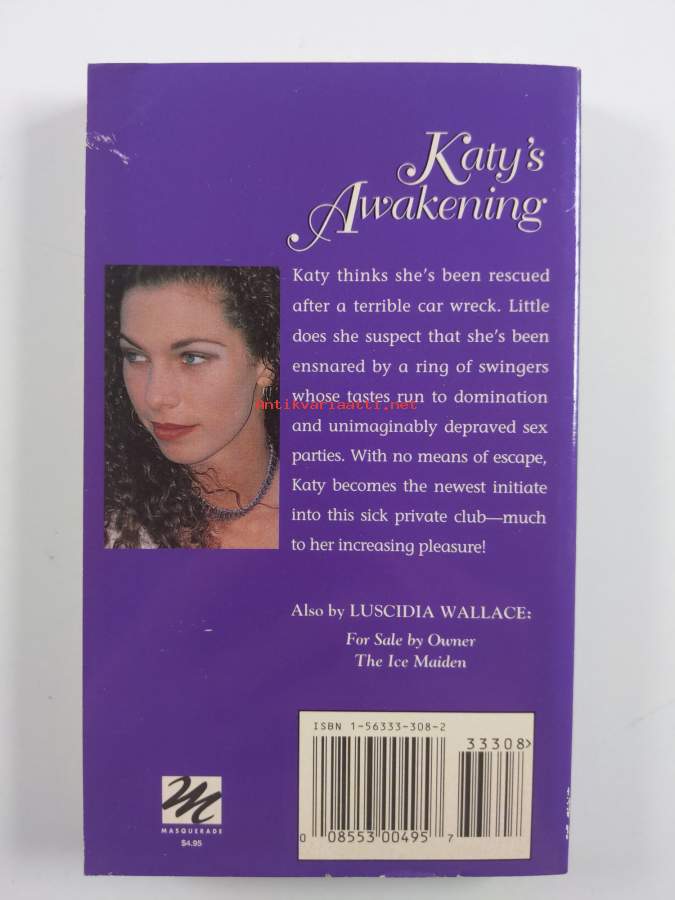 Katy's
Awakening
Katy thinks she's been rescued
after a terrible car wreck. Little
does she suspect that she's been
ensnared by a ring of swingers
whose tastes run to domination
and unimaginably depraved sex
parties. With no means of escape,
Katy becomes the newest initiate
into this sick private club—much
to her increasing pleasure!
Antikvariaatti.net
Also by LUSCIDIA WALLACE:
For Sale by Owner
The Ice Maiden
ISBN 1-56333-308-2
33308>
0 08553 00495 7
M
MASQUERADE
$4.95